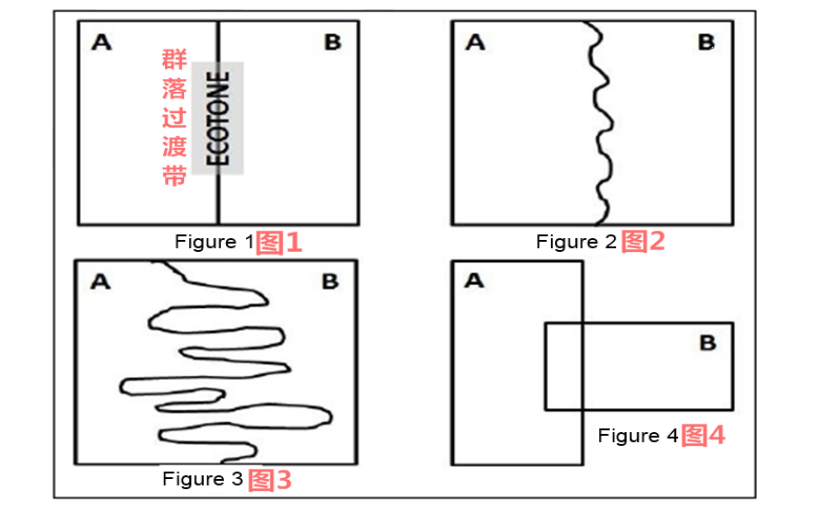 A B
群落过渡带
ECOTONE
Figure 1图1
A B
Figure 2图2
A B
Figure 3图3
A
B
Figure 4图4